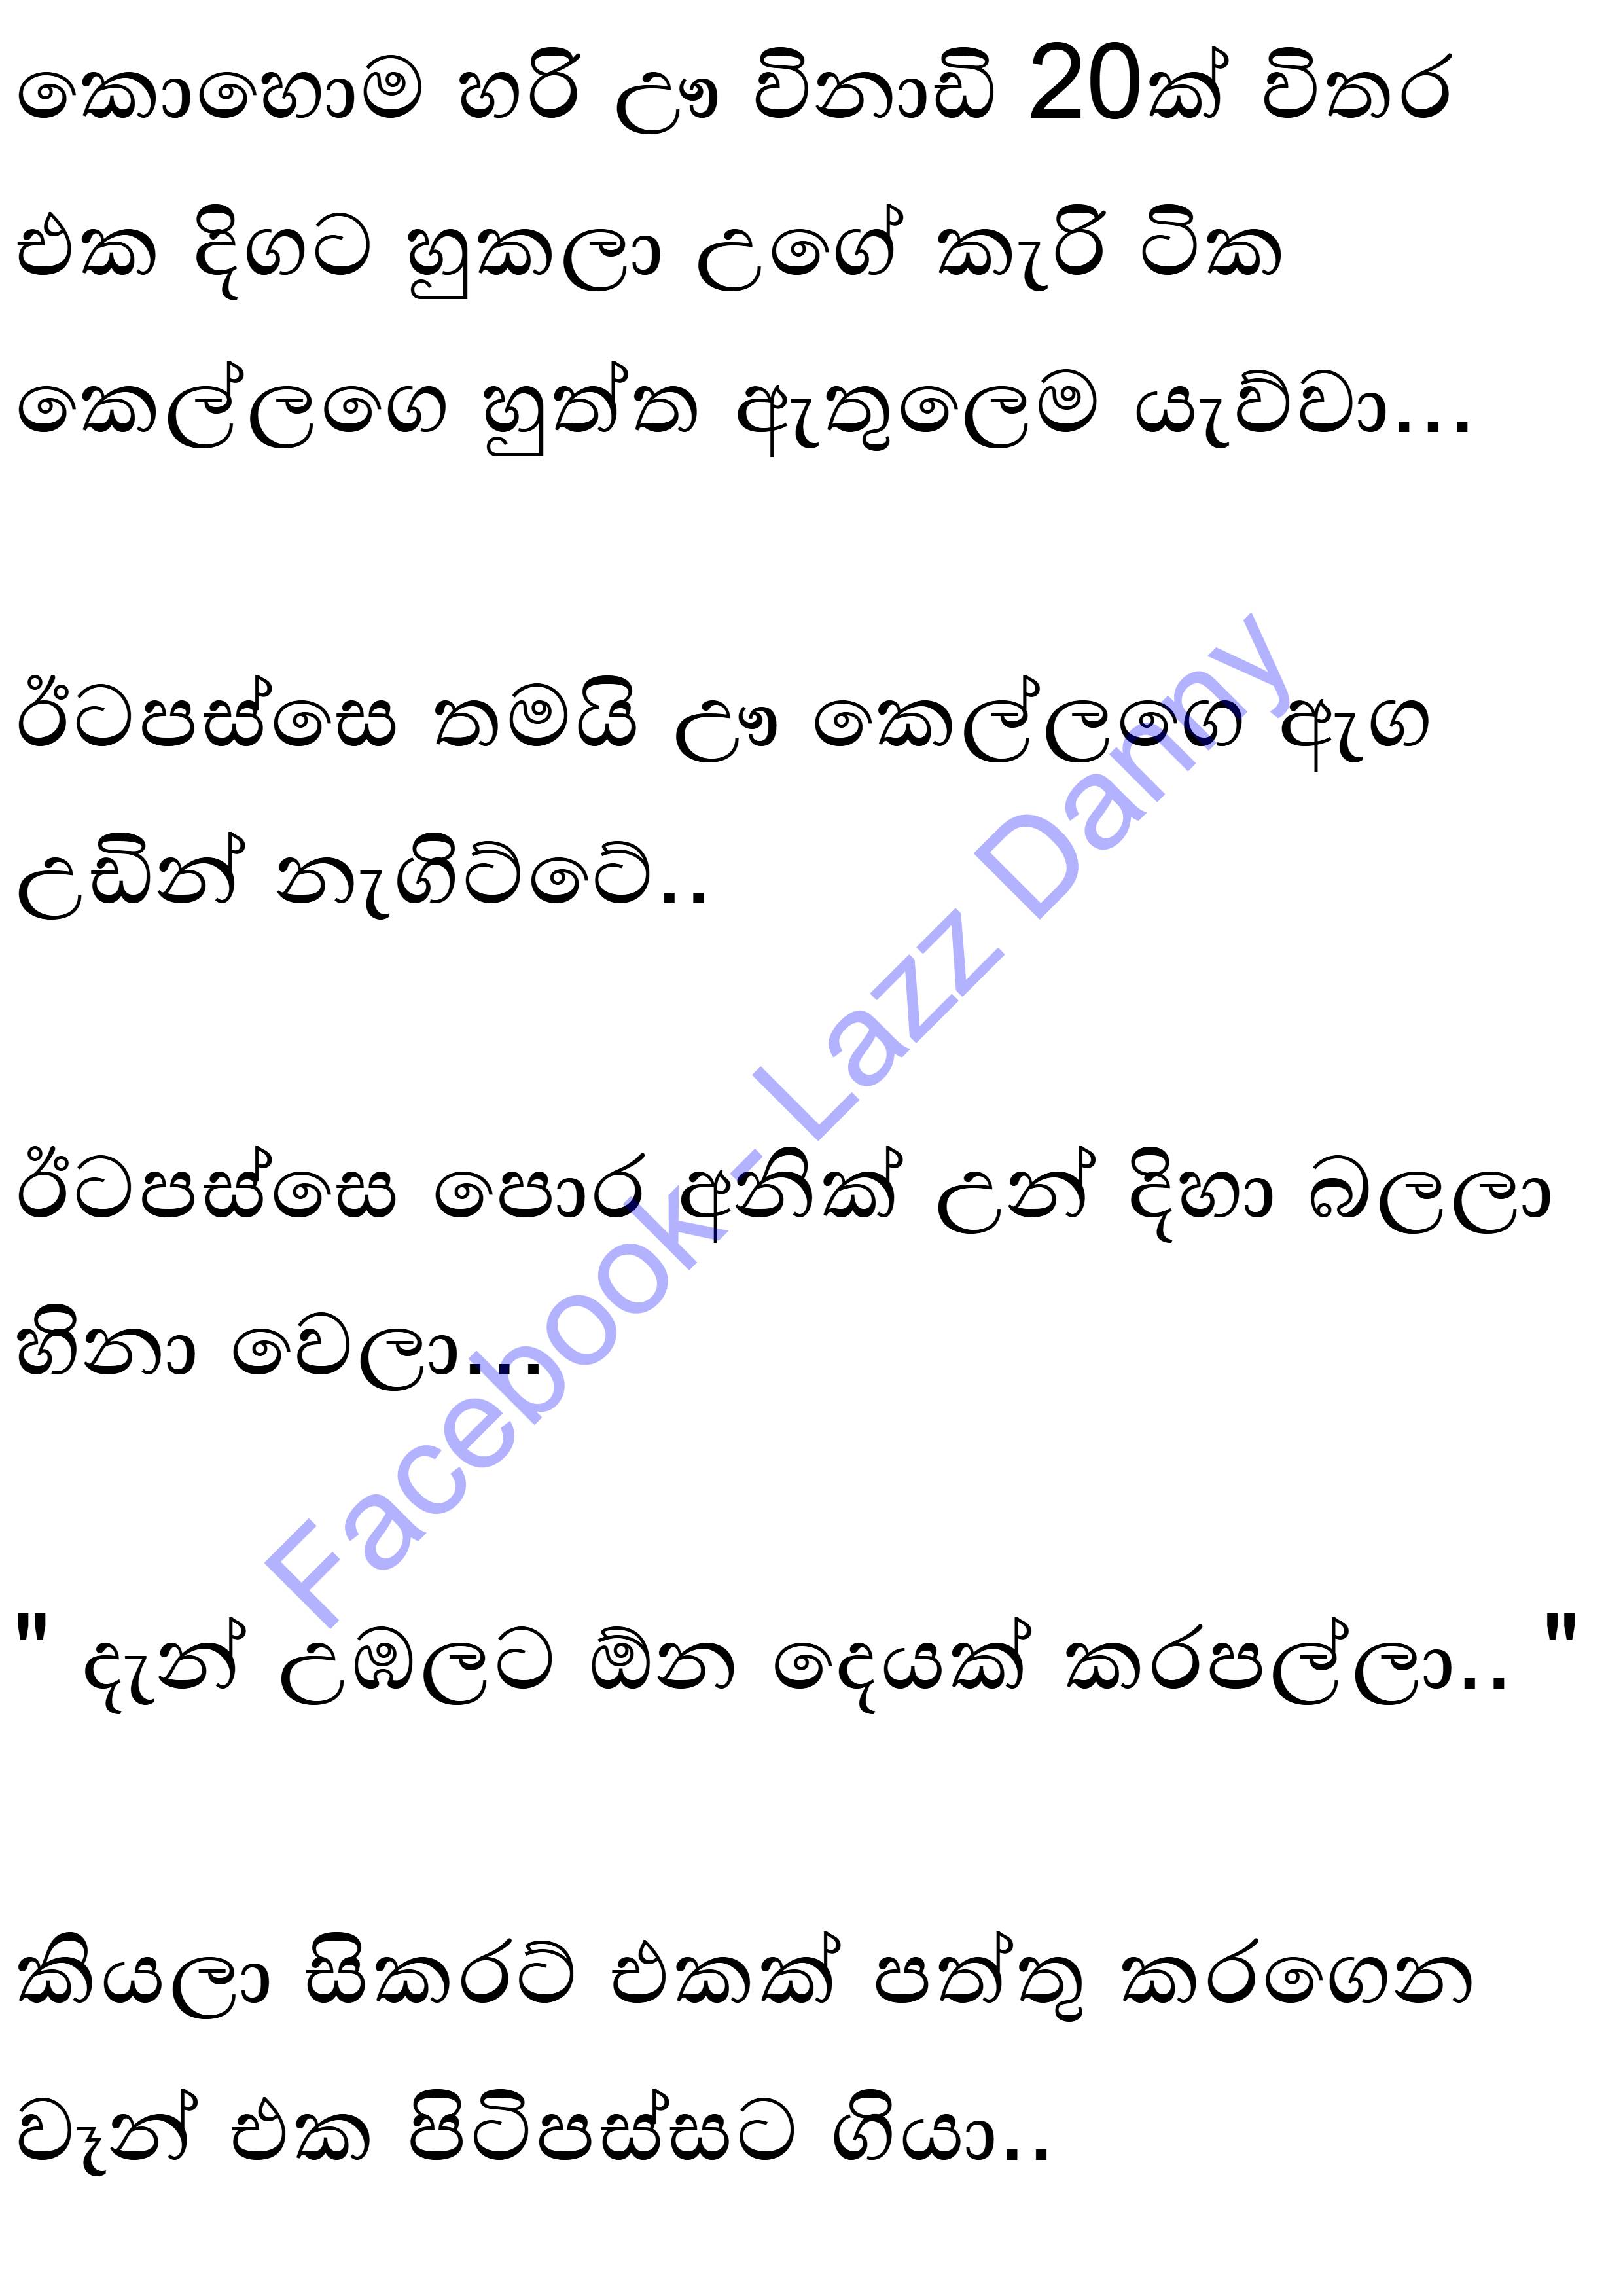 කොහොම හරි ඌ විනාඩි 20ක් විතර
එක දිගට හුකලා උගේ කැරි ටික
කෙල්ලගෙ හුත්ත ඇතුලෙම යැව්වා...
ඊටපස්සෙ තමයි ඌ කෙල්ලගෙ ඇග
උඩින් නැගිට්ටේ..
ඊටපස්සෙ පොර අනික් උන් දිහා බලලා
හිනා වෙලා...
" දැන් උඹලට ඕන දෙයක් කරපල්ලා.. "
කියලා සිකරට් එකක් පත්තු කරගෙන
වෑන් එක පිටිපස්සට ගියා..
Facebook - Lazz Danny